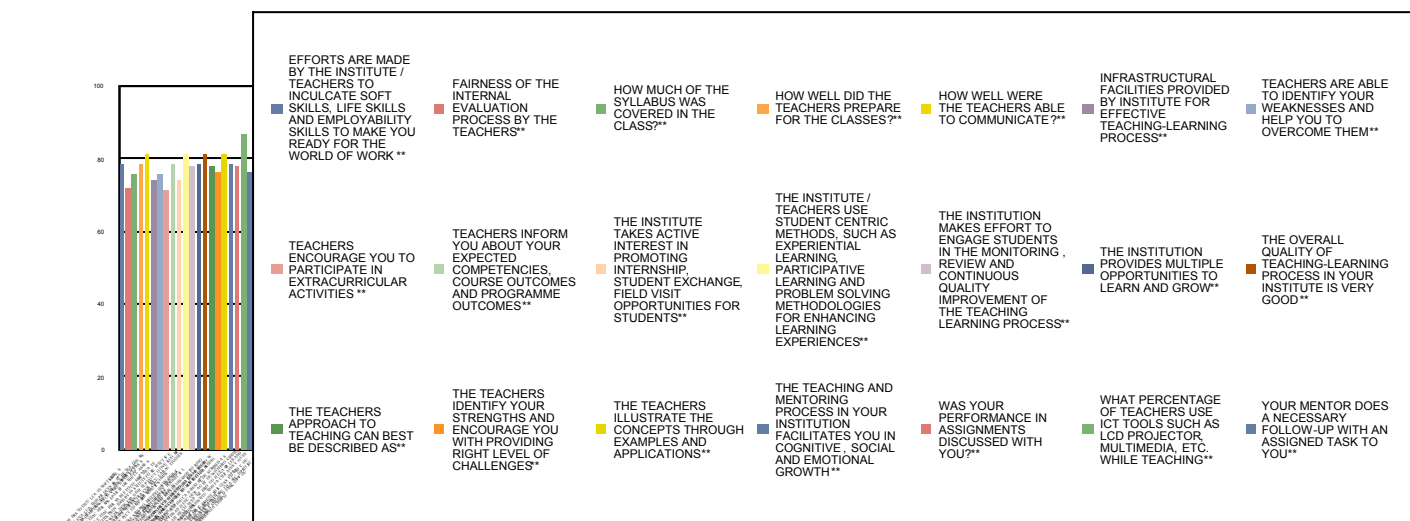 100
80
60
40
20
0
EFFORTS ARE MADE
BY THE INSTITUTE /
TEACHERS TO
INCULCATE SOFT
SKILLS, LIFE SKILLS
AND EMPLOYABILITY
SKILLS TO MAKE YOU
READY FOR THE
WORLD OF WORK **
FAIRNESS OF THE
INTERNAL
EVALUATION
PROCESS BY THE
TEACHERS**
HOW MUCH OF THE
SYLLABUS WAS
COVERED IN THE
CLASS?**
HOW WELL DID THE
TEACHERS PREPARE
FOR THE CLASSES?**
HOW WELL WERE
THE TEACHERS ABLE
TO COMMUNICATE?**
INFRASTRUCTURAL
FACILITIES PROVIDED
BY INSTITUTE FOR
EFFECTIVE
TEACHING-LEARNING
PROCESS**
TEACHERS ARE ABLE
TO IDENTIFY YOUR
WEAKNESSES AND
HELP YOU TO
OVERCOME THEM**
TEACHERS
ENCOURAGE YOU TO
PARTICIPATE IN
EXTRACURRICULAR
ACTIVITIES **
TEACHERS INFORM
YOU ABOUT YOUR
EXPECTED
COMPETENCIES,
COURSE OUTCOMES
AND PROGRAMME
OUTCOMES**
THE INSTITUTE
TAKES ACTIVE
INTEREST IN
PROMOTING
INTERNSHIP,
STUDENT EXCHANGE,
FIELD VISIT
OPPORTUNITIES FOR
STUDENTS**
THE INSTITUTE /
TEACHERS USE
STUDENT CENTRIC
METHODS, SUCH AS
EXPERIENTIAL
LEARNING,
PARTICIPATIVE
LEARNING AND
PROBLEM SOLVING
METHODOLOGIES
FOR ENHANCING
LEARNING
EXPERIENCES**
THE INSTITUTION
MAKES EFFORT TO
ENGAGE STUDENTS
IN THE MONITORING ,
REVIEW AND
CONTINUOUS
QUALITY
IMPROVEMENT OF
THE TEACHING
LEARNING PROCESS**
THE INSTITUTION
PROVIDES MULTIPLE
OPPORTUNITIES TO
LEARN AND GROW**
THE OVERALL
QUALITY OF
TEACHING-LEARNING
PROCESS IN YOUR
INSTITUTE IS VERY
GOOD**
THE TEACHERS
APPROACH TO
TEACHING CAN BEST
BE DESCRIBED AS**
THE TEACHERS
IDENTIFY YOUR
STRENGTHS AND
ENCOURAGE YOU
WITH PROVIDING
RIGHT LEVEL OF
CHALLENGES**
THE TEACHERS
ILLUSTRATE THE
CONCEPTS THROUGH
EXAMPLES AND
APPLICATIONS**
THE TEACHING AND
MENTORING
PROCESS IN YOUR
INSTITUTION
FACILITATES YOU IN
COGNITIVE , SOCIAL
AND EMOTIONAL
GROWTH**
WAS YOUR
PERFORMANCE IN
ASSIGNMENTS
DISCUSSED WITH
YOU?**
WHAT PERCENTAGE
OF TEACHERS USE
ICT TOOLS SUCH AS
LCD PROJECTOR,
MULTIMEDIA, ETC.
WHILE TEACHING**
YOUR MENTOR DOES
A NECESSARY
FOLLOW-UP WITH AN
ASSIGNED TASK TO
YOU**